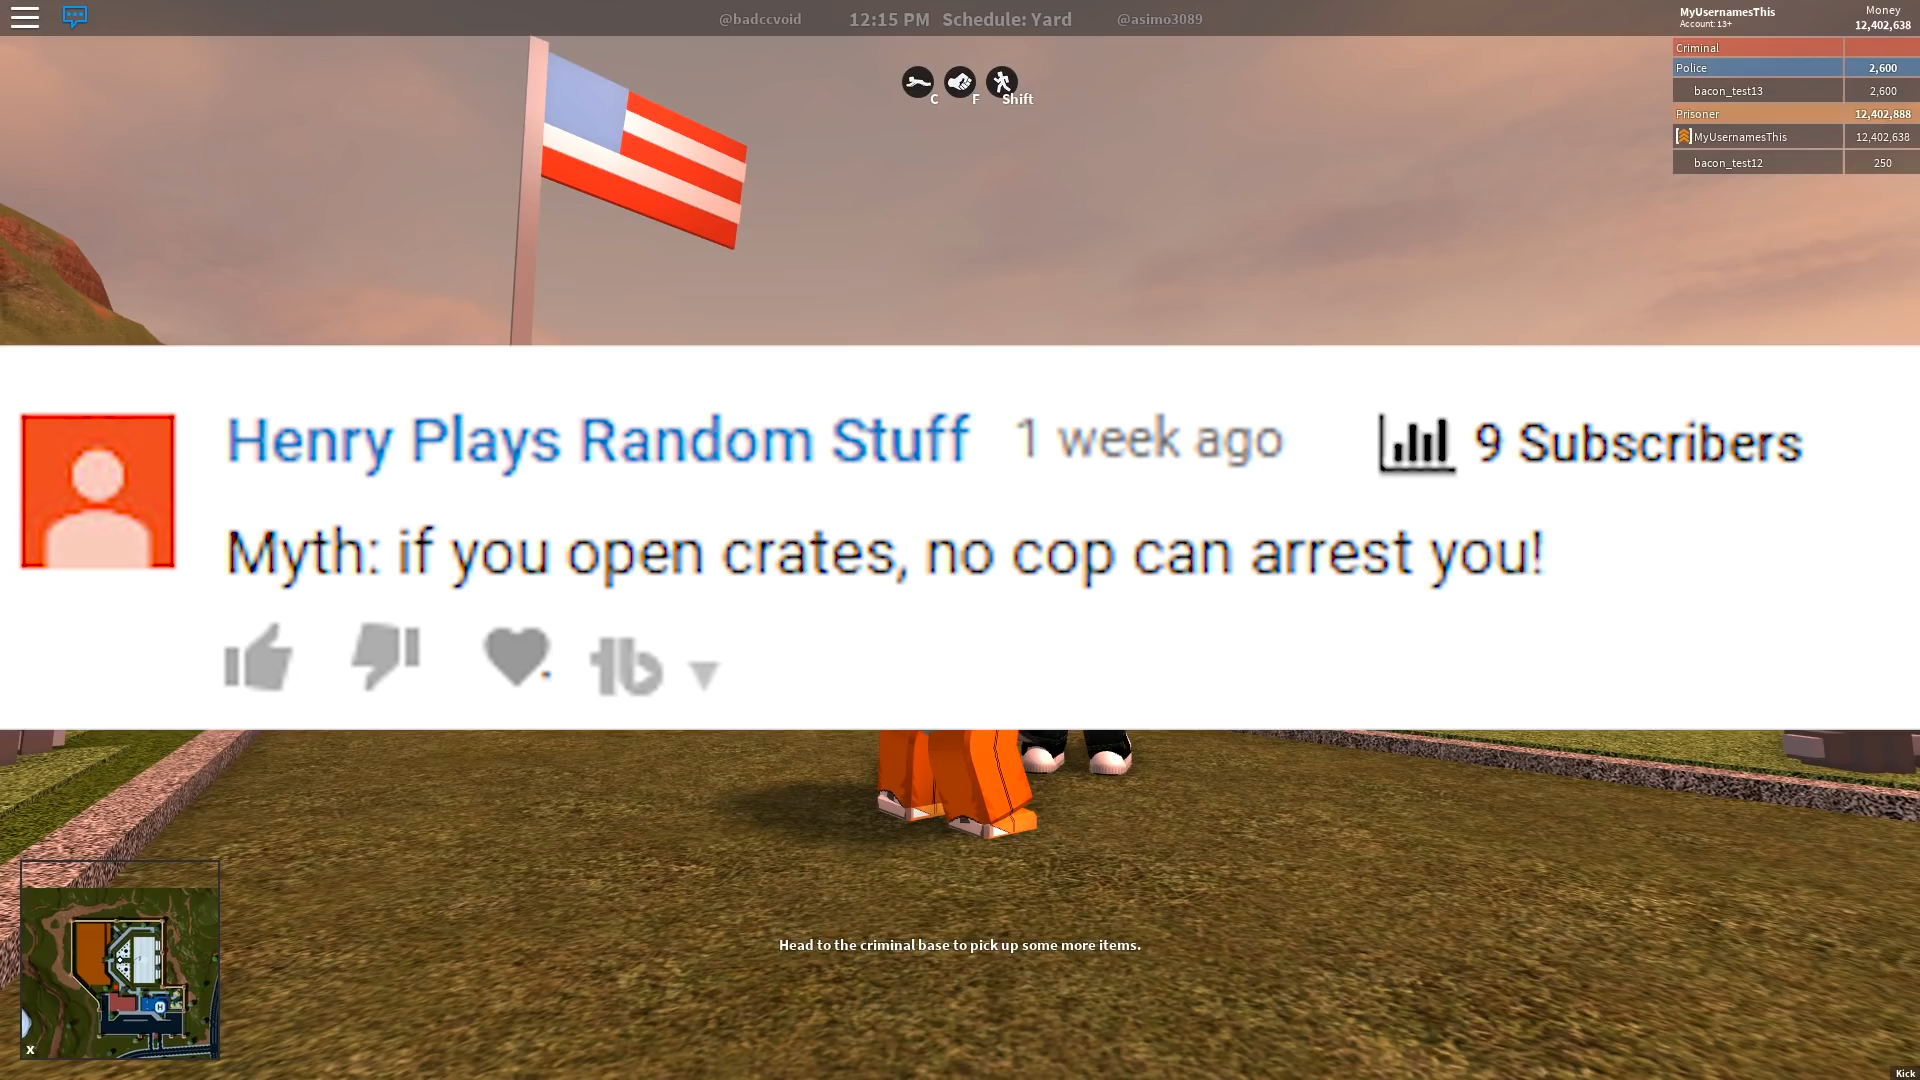 @badccvoid 12:15 PM Schedule: Yard @asimo3089
MyUsernamesThis
Account: 13+
Money
12,402,638
Criminal
Police 2,600
bacon_test13 2,600
Prisoner 12,402,888
MyUsernamesThis 12,402,638
bacon_test12 250
C F Shift
Henry Plays Random Stuff 1 week ago 9 Subscribers
Myth: if you open crates, no cop can arrest you!
tb
Head to the criminal base to pick up some more items.
H
X
Kick